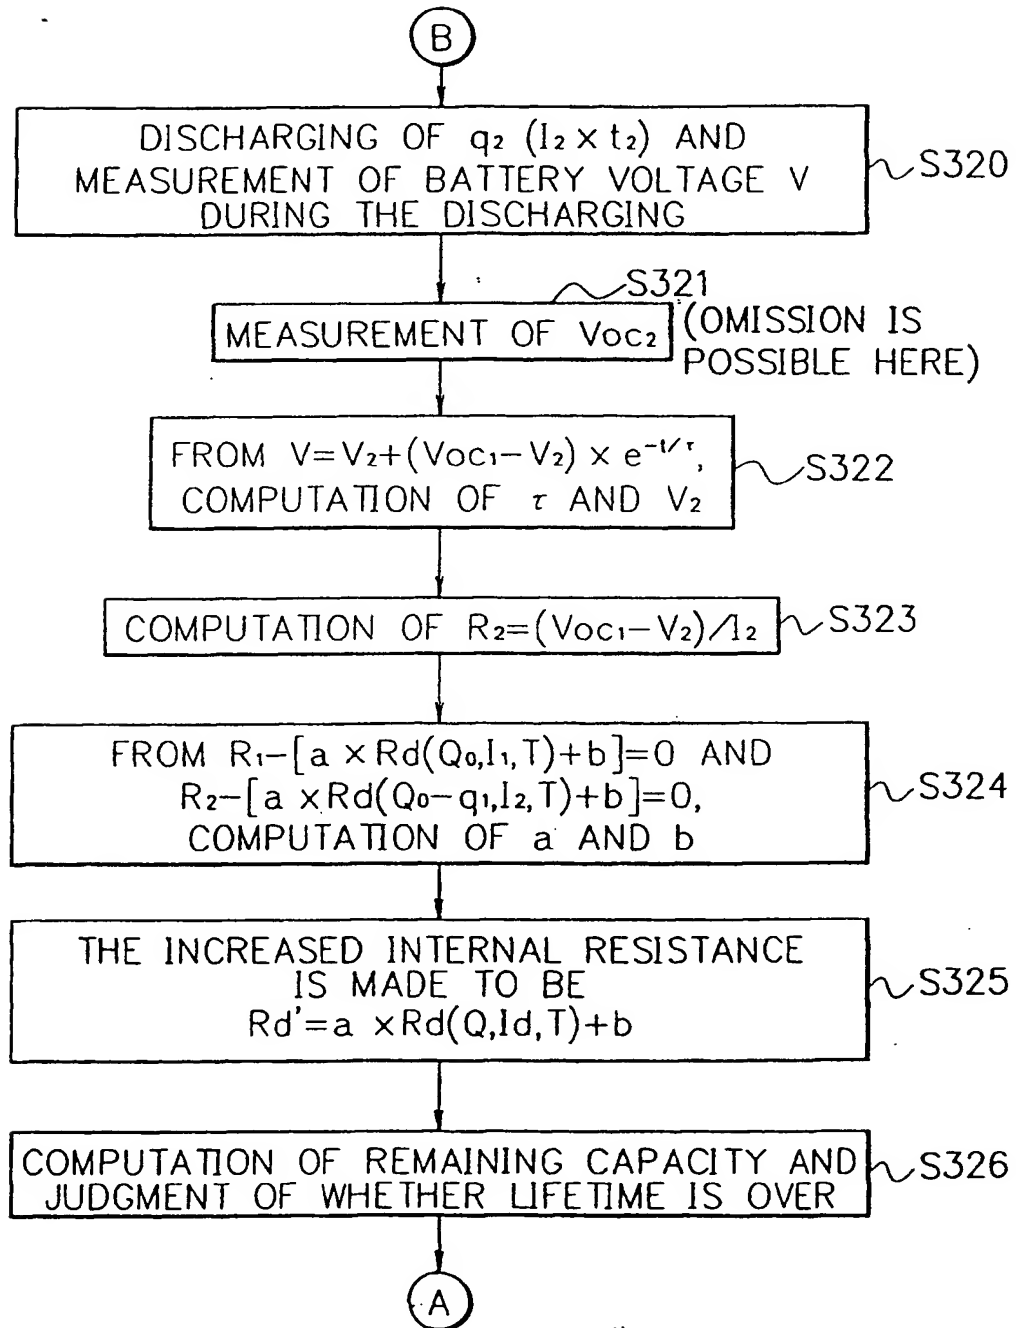 B
DISCHARGING OF q₂ (I₂ × t₂) AND
MEASUREMENT OF BATTERY VOLTAGE V
DURING THE DISCHARGING
S320
S321
MEASUREMENT OF Voc₂
(OMISSION IS
POSSIBLE HERE)
FROM V=V₂+(Voc₁−V₂) × e⁻ᵗ/τ,
COMPUTATION OF τ AND V₂
S322
COMPUTATION OF R₂=(Voc₁−V₂)/I₂
S323
FROM R₁−[a × Rd(Q₀,I₁,T)+b]=0 AND
R₂−[a ×Rd(Q₀−q₁,I₂,T)+b]=0,
COMPUTATION OF a AND b
S324
THE INCREASED INTERNAL RESISTANCE
IS MADE TO BE
Rd'=a ×Rd(Q,Id,T)+b
S325
COMPUTATION OF REMAINING CAPACITY AND
JUDGMENT OF WHETHER LIFETIME IS OVER
S326
A